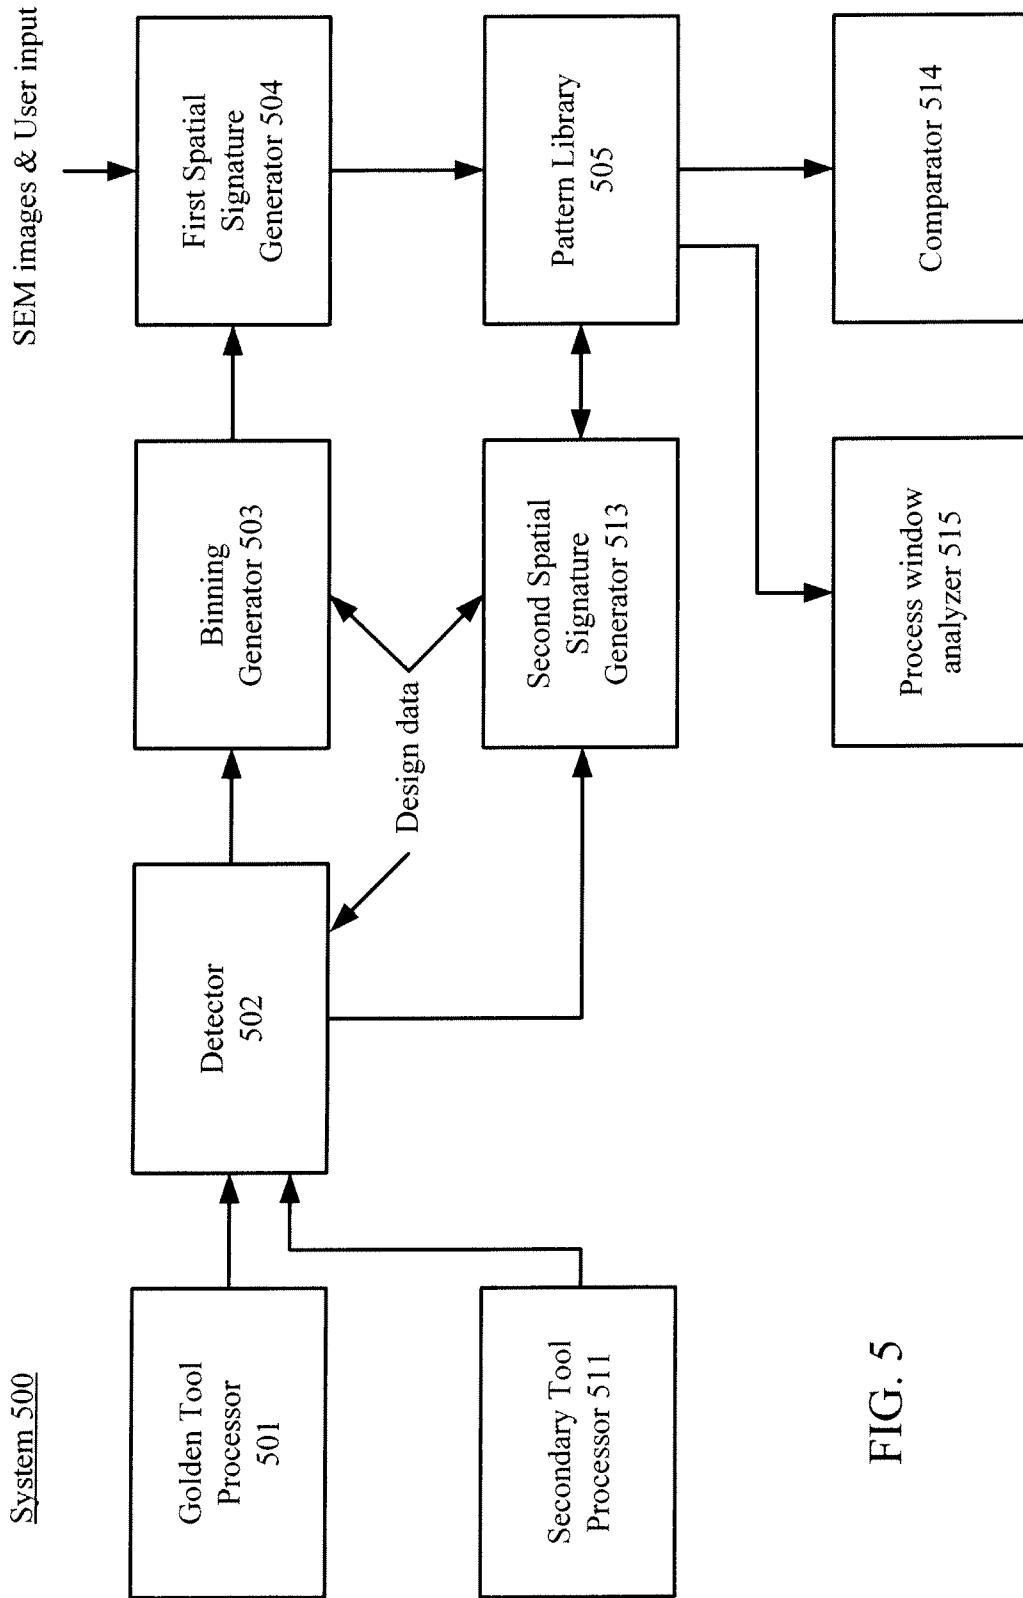 System 500
SEM images & User input
Golden Tool
Processor
501
Detector
502
Binning
Generator 503
First Spatial
Signature
Generator 504
Design data
Secondary Tool
Processor 511
Second Spatial
Signature
Generator 513
Pattern Library
505
Process window
analyzer 515
Comparator 514
FIG. 5